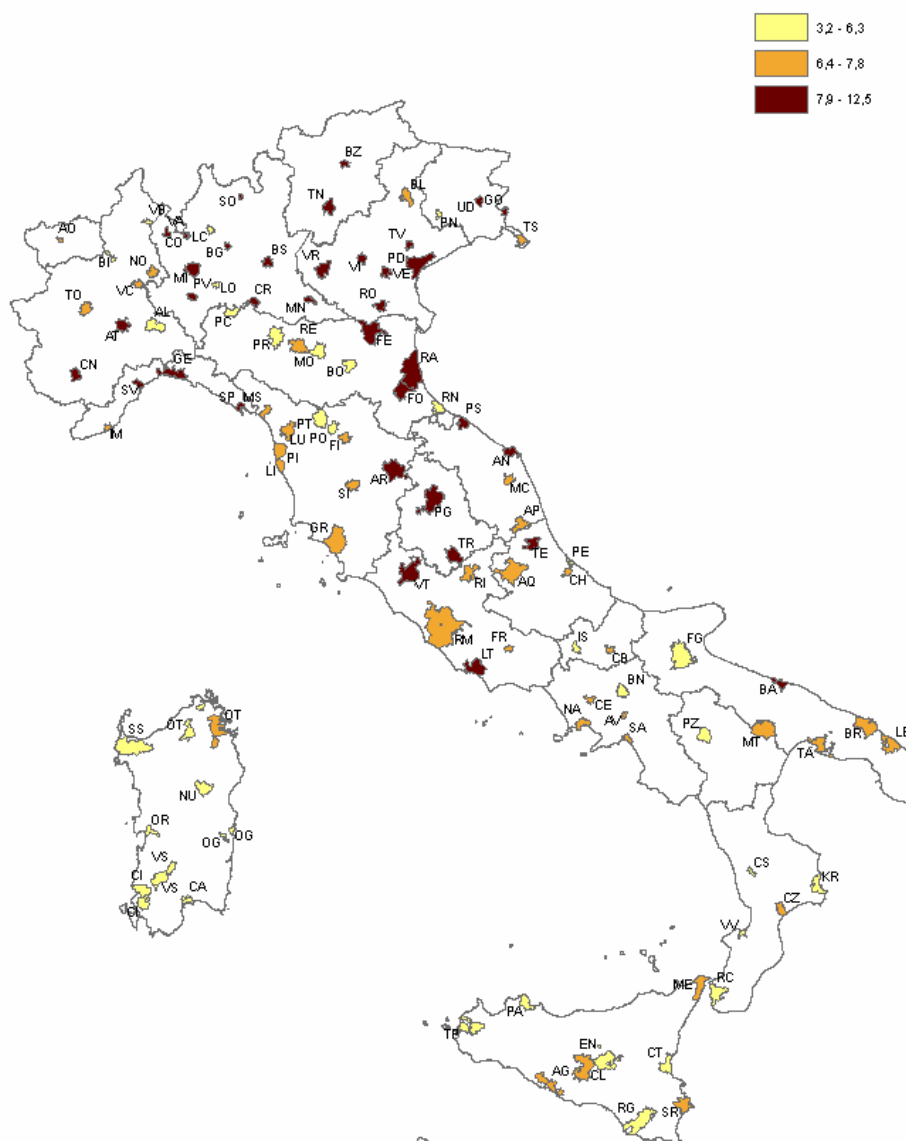 3,2 - 6,3
6,4 - 7,8
7,9 - 12,5
BZ
SO
TN
BL
UD
GO
AO
VB
VA
CO
LC
PN
TS
BG
TV
BI
NO
BS
VR
VI
PD
MI
VE
TO
VC
PV
LO
CR
MN
RO
AL
PC
AT
RE
FE
PR
MO
GE
BO
RA
CN
SV
SP
MS
FO
RN
PS
IM
PT
LU
PO
FI
PI
LI
AN
AR
SI
MC
PG
AP
GR
TR
TE
PE
VT
RI
AQ
CH
RM
FR
IS
CB
FG
LT
BN
BA
NA
CE
AV
SA
PZ
MT
BR
LE
TA
SS
OT
OT
NU
OR
OG
OG
VS
CI
VS
CA
CI
CS
KR
CZ
VV
ME
RC
PA
TP
EN
CT
AG
CL
RG
SR